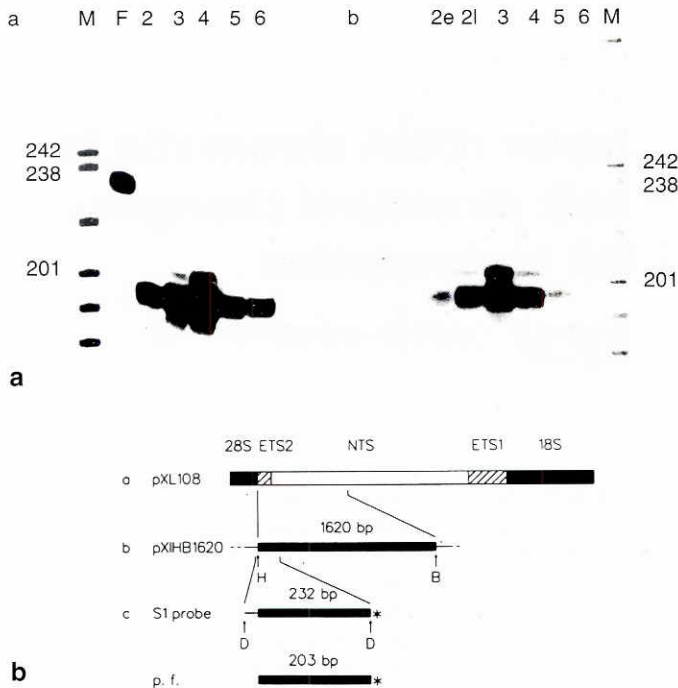 a M F 2 3 4 5 6 b 2e 2l 3 4 5 6 M
242 242
238 238
201 201
a
28S ETS2 NTS ETS1 18S
a pXL108
1620 bp
b pXlHB1620
H B
232 bp
c S1 probe *
D D
203 bp
b p. f. *